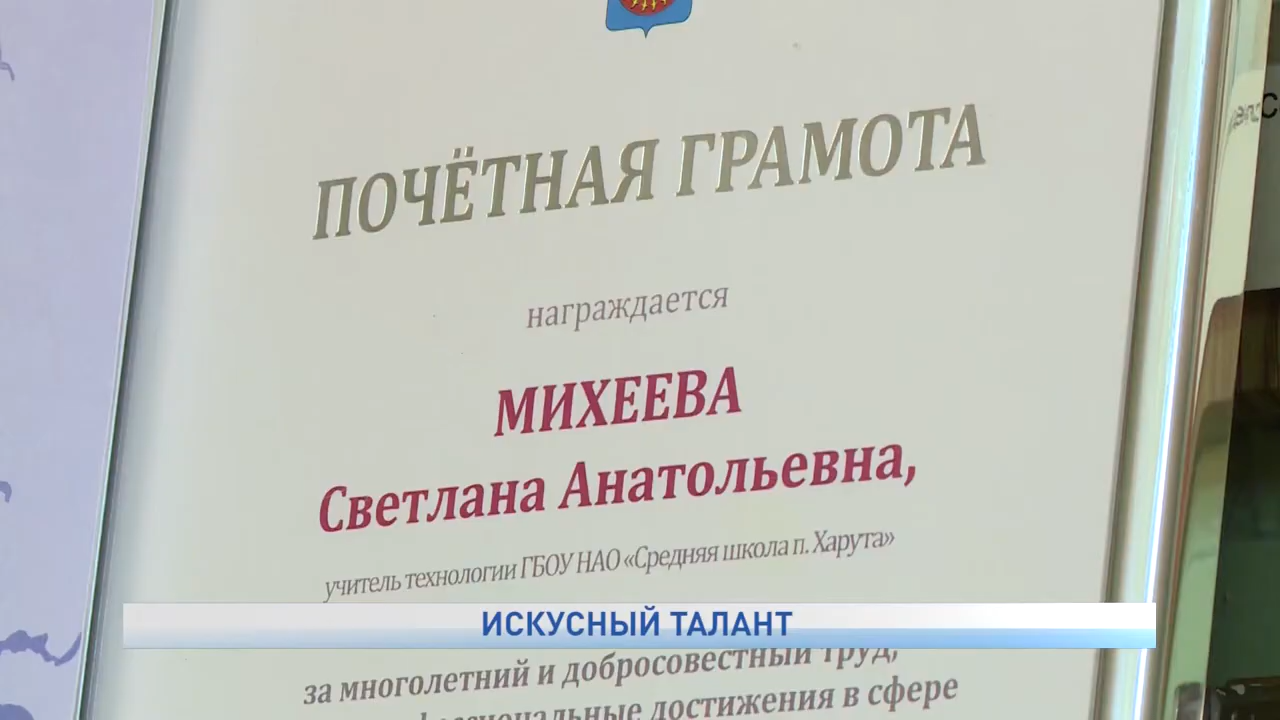 ПОЧЁТНАЯ ГРАМОТА
награждается
МИХЕЕВА
Светлана Анатольевна,
учитель технологии ГБОУ НАО «Средняя школа п. Харута»
ИСКУСНЫЙ ТАЛАНТ
за многолетний и добросовестный труд,
достижения в сфере